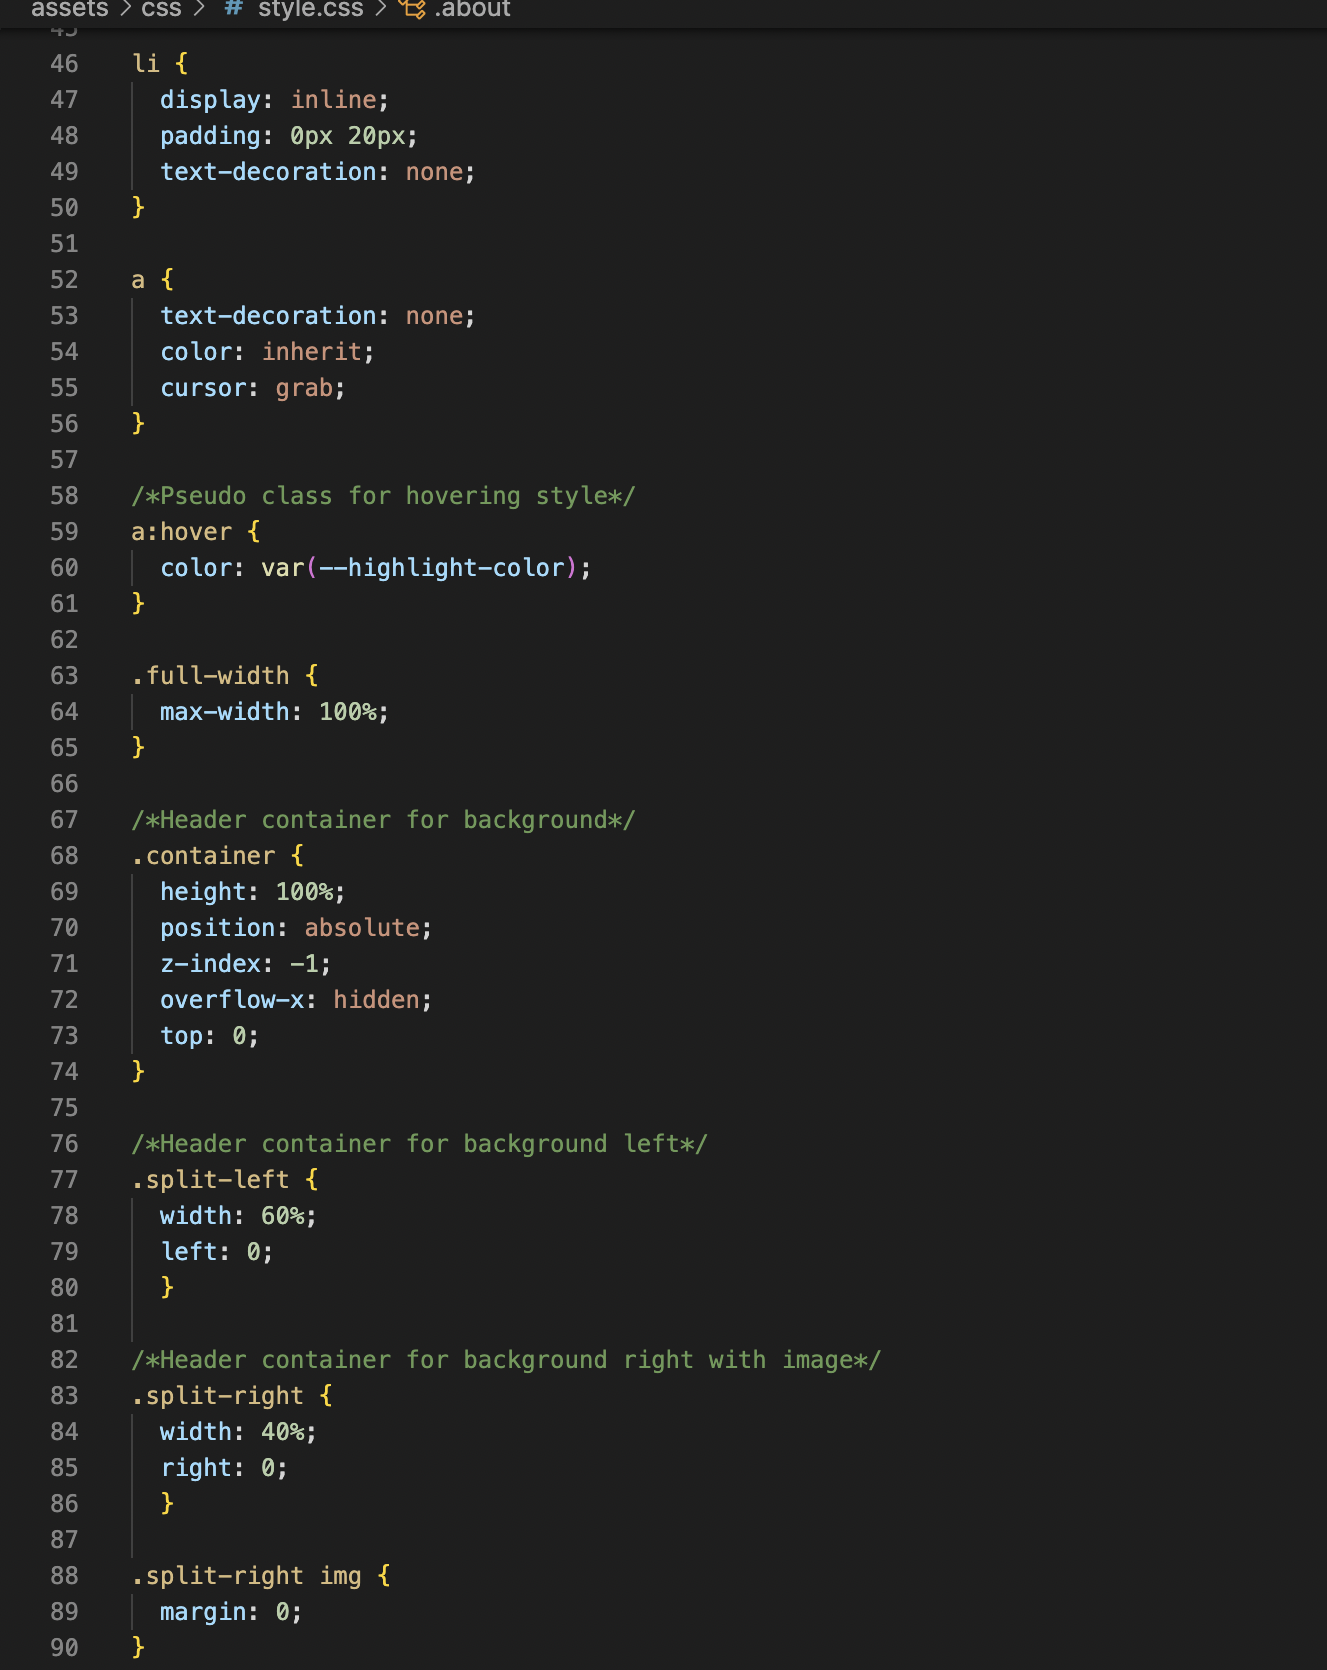 assets > css > # style.css > .about
45
46 li {
47 display: inline;
48 padding: 0px 20px;
49 text-decoration: none;
50 }
51
52 a {
53 text-decoration: none;
54 color: inherit;
55 cursor: grab;
56 }
57
58 /*Pseudo class for hovering style*/
59 a:hover {
60 color: var(--highlight-color);
61 }
62
63 .full-width {
64 max-width: 100%;
65 }
66
67 /*Header container for background*/
68 .container {
69 height: 100%;
70 position: absolute;
71 z-index: -1;
72 overflow-x: hidden;
73 top: 0;
74 }
75
76 /*Header container for background left*/
77 .split-left {
78 width: 60%;
79 left: 0;
80 }
81
82 /*Header container for background right with image*/
83 .split-right {
84 width: 40%;
85 right: 0;
86 }
87
88 .split-right img {
89 margin: 0;
90 }